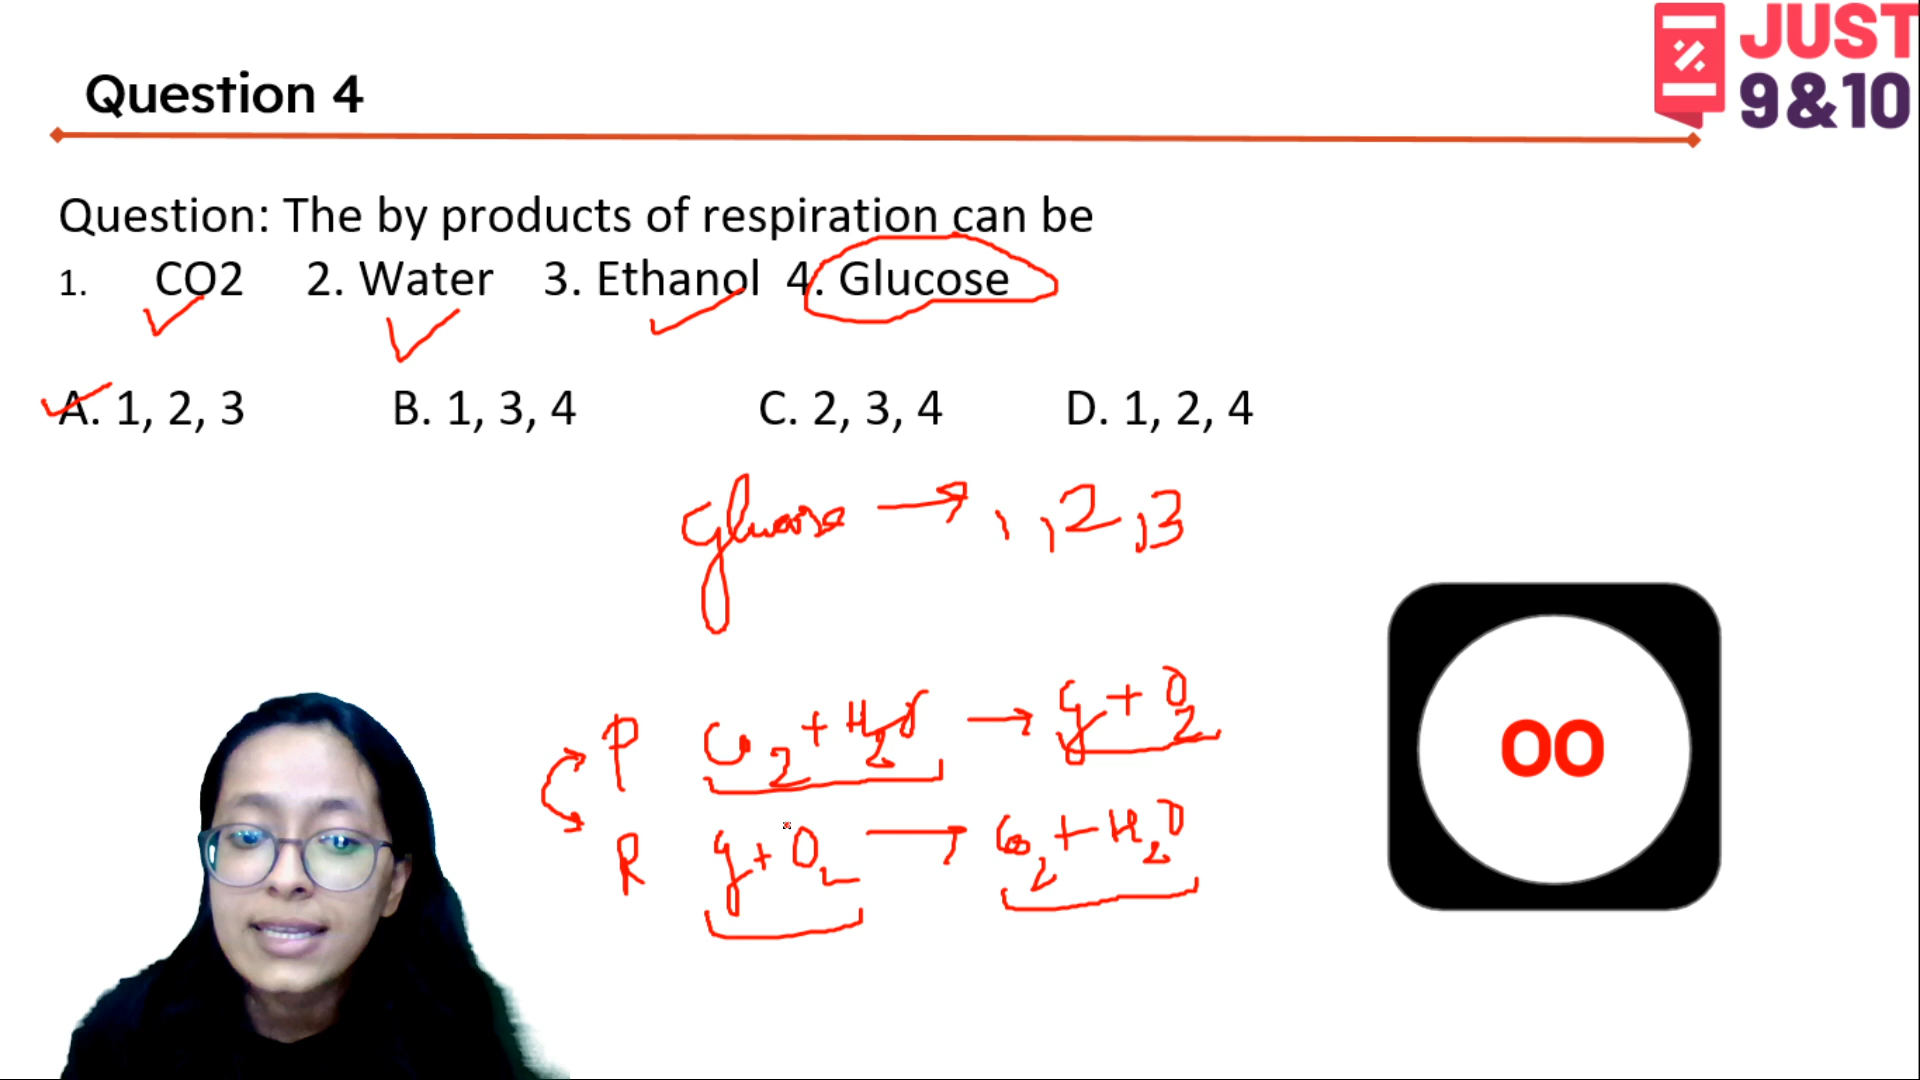 JUST
9&10
Question 4
Question: The by products of respiration can be
1. CO2 2. Water 3. Ethanol 4. Glucose
A. 1, 2, 3 B. 1, 3, 4 C. 2, 3, 4 D. 1, 2, 4
Glucose → 1, 2, 3
P CO2 + H2O → g + O2
R g + O2 → CO2 + H2O
00